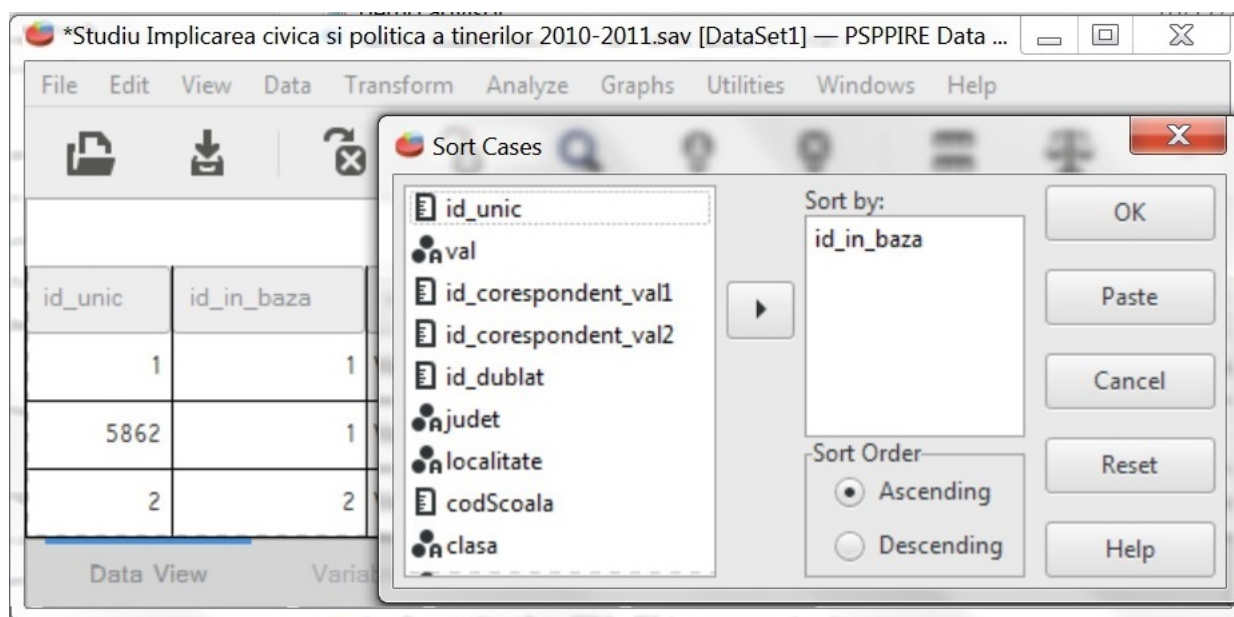 *Studiu Implicarea civica si politica a tinerilor 2010-2011.sav [DataSet1] — PSPPIRE Data ...
File Edit View Data Transform Analyze Graphs Utilities Windows Help
Sort Cases
id_unic id_in_baza
1 1
5862 1
2 2
Data View
id_unic
val
id_corespondent_val1
id_corespondent_val2
id_dublat
judet
localitate
codScoala
clasa
Sort by:
id_in_baza
Sort Order
Ascending
Descending
OK
Paste
Cancel
Reset
Help